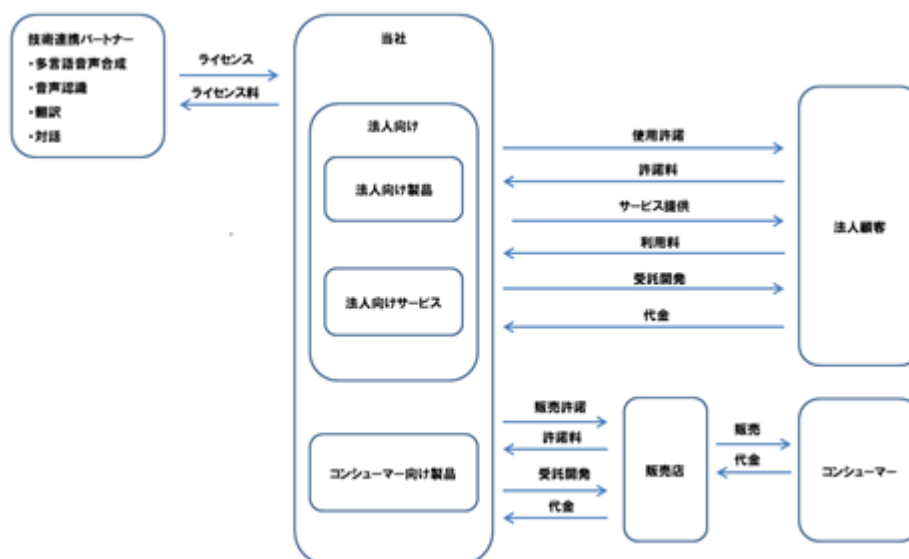 技術連携パートナー
・多言語音声合成
・音声認識
・翻訳
・対話
ライセンス
ライセンス料
当社
法人向け
法人向け製品
法人向けサービス
コンシューマー向け製品
使用許諾
許諾料
サービス提供
利用料
受託開発
代金
法人顧客
販売許諾
許諾料
受託開発
代金
販売店
販売
代金
コンシューマー